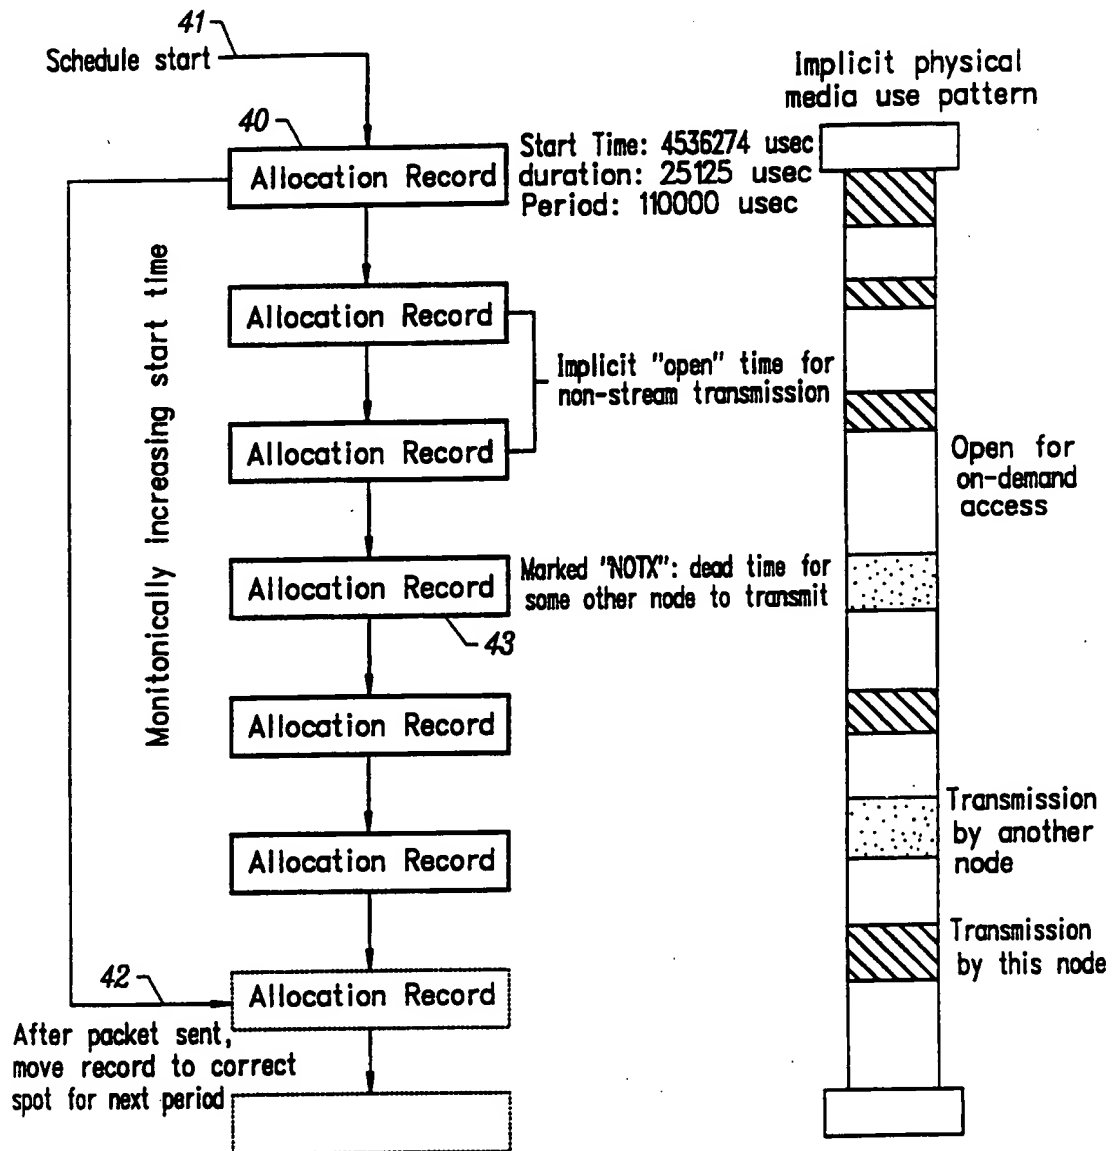 41
Schedule start
Implicit physical
media use pattern
40
Allocation Record
Start Time: 4536274 usec
duration: 25125 usec
Period: 110000 usec
Monitonically increasing start time
Allocation Record
Implicit "open" time for
non-stream transmission
Allocation Record
Open for
on-demand
access
Allocation Record
Marked "NOTX": dead time for
some other node to transmit
43
Allocation Record
Transmission
by another
node
Allocation Record
Transmission
by this node
42
Allocation Record
After packet sent,
move record to correct
spot for next period